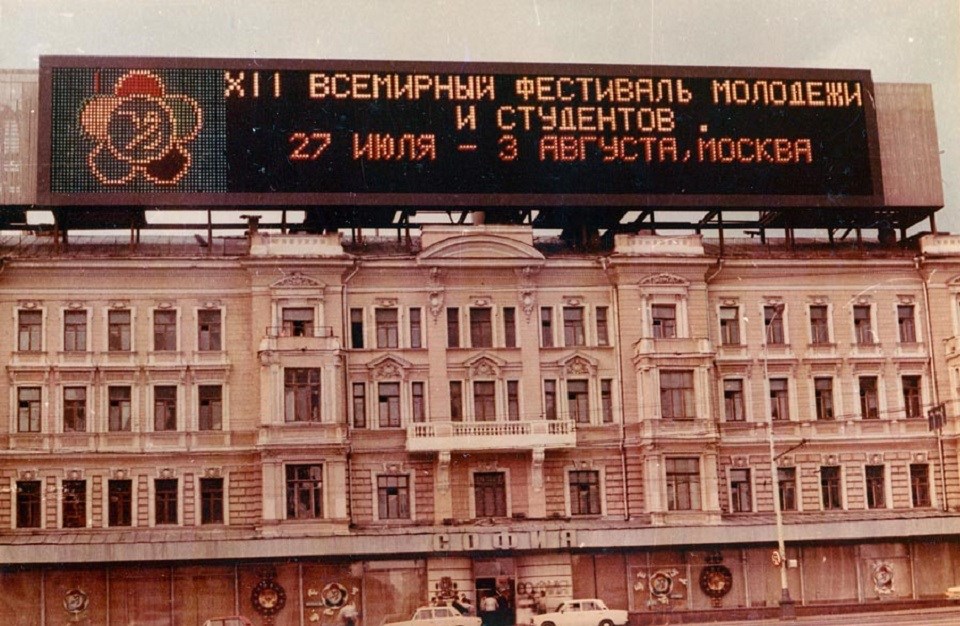 XII ВСЕМИРНЫЙ ФЕСТИВАЛЬ МОЛОДЕЖИ
И СТУДЕНТОВ .
27 ИЮЛЯ - 3 АВГУСТА, МОСКВА
СОФИЯ